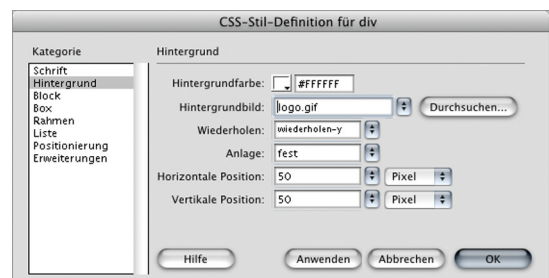 CSS-Stil-Definition für div
Kategorie
Schrift
Hintergrund
Block
Box
Rahmen
Liste
Positionierung
Erweiterungen
Hintergrund
Hintergrundfarbe: #FFFFFF
Hintergrundbild: logo.gif Durchsuchen...
Wiederholen: wiederholen-y
Anlage: fest
Horizontale Position: 50 Pixel
Vertikale Position: 50 Pixel
Hilfe Anwenden Abbrechen OK